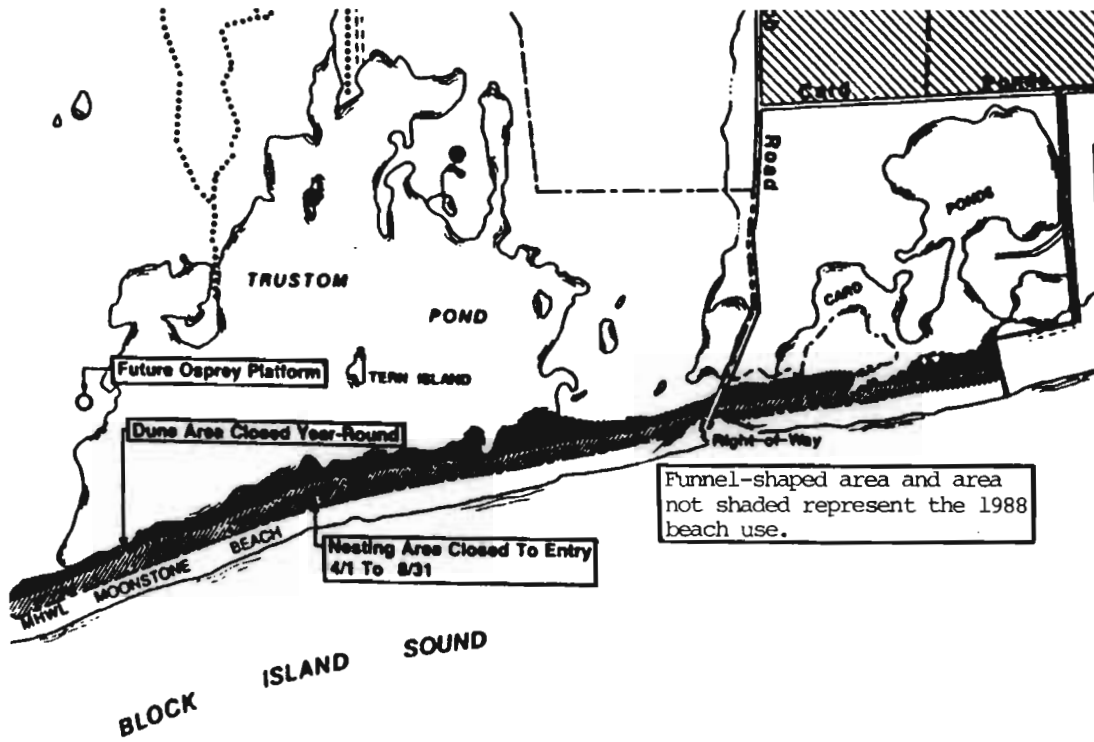 Card Ponds
Road
PONDS
CARD
TRUSTOM
POND
Future Osprey Platform
TERN ISLAND
Dune Area Closed Year-Round
Right-of-Way
Funnel-shaped area and area
not shaded represent the 1988
beach use.
Nesting Area Closed To Entry
4/1 To 8/31
MHWL MOONSTONE BEACH
BLOCK ISLAND SOUND